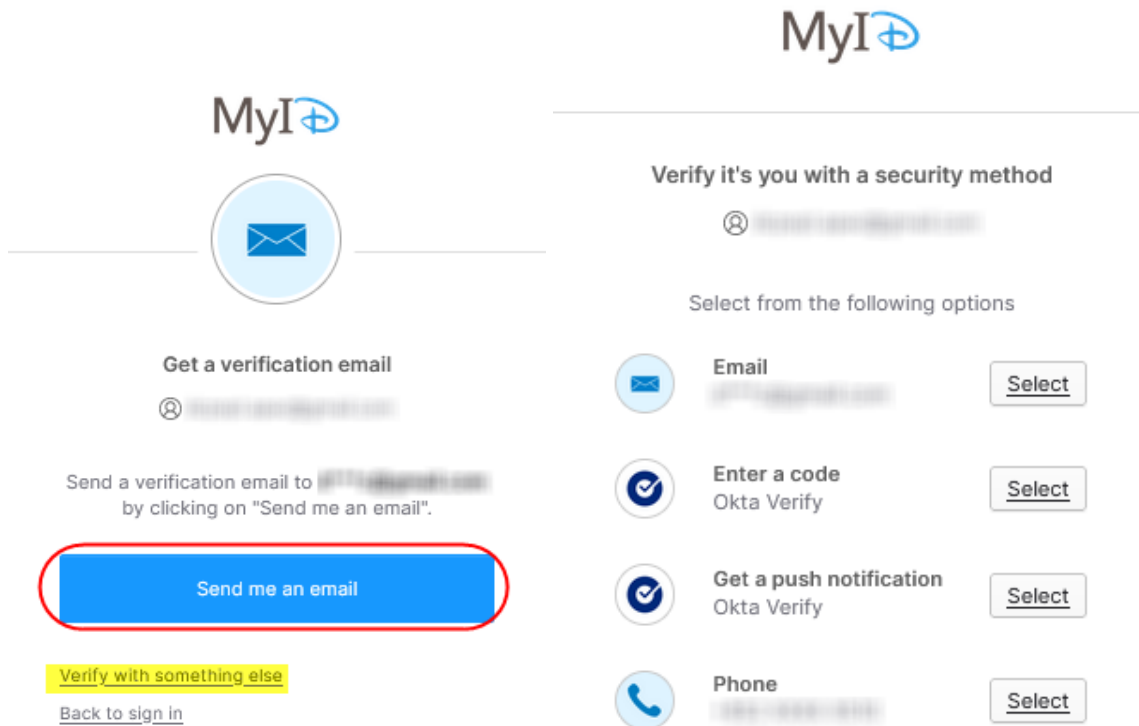 MyID
Get a verification email
Send a verification email to
by clicking on "Send me an email".
Send me an email
Verify with something else
Back to sign in
MyID
Verify it's you with a security method
Select from the following options
Email
Select
Enter a code
Okta Verify
Select
Get a push notification
Okta Verify
Select
Phone
Select